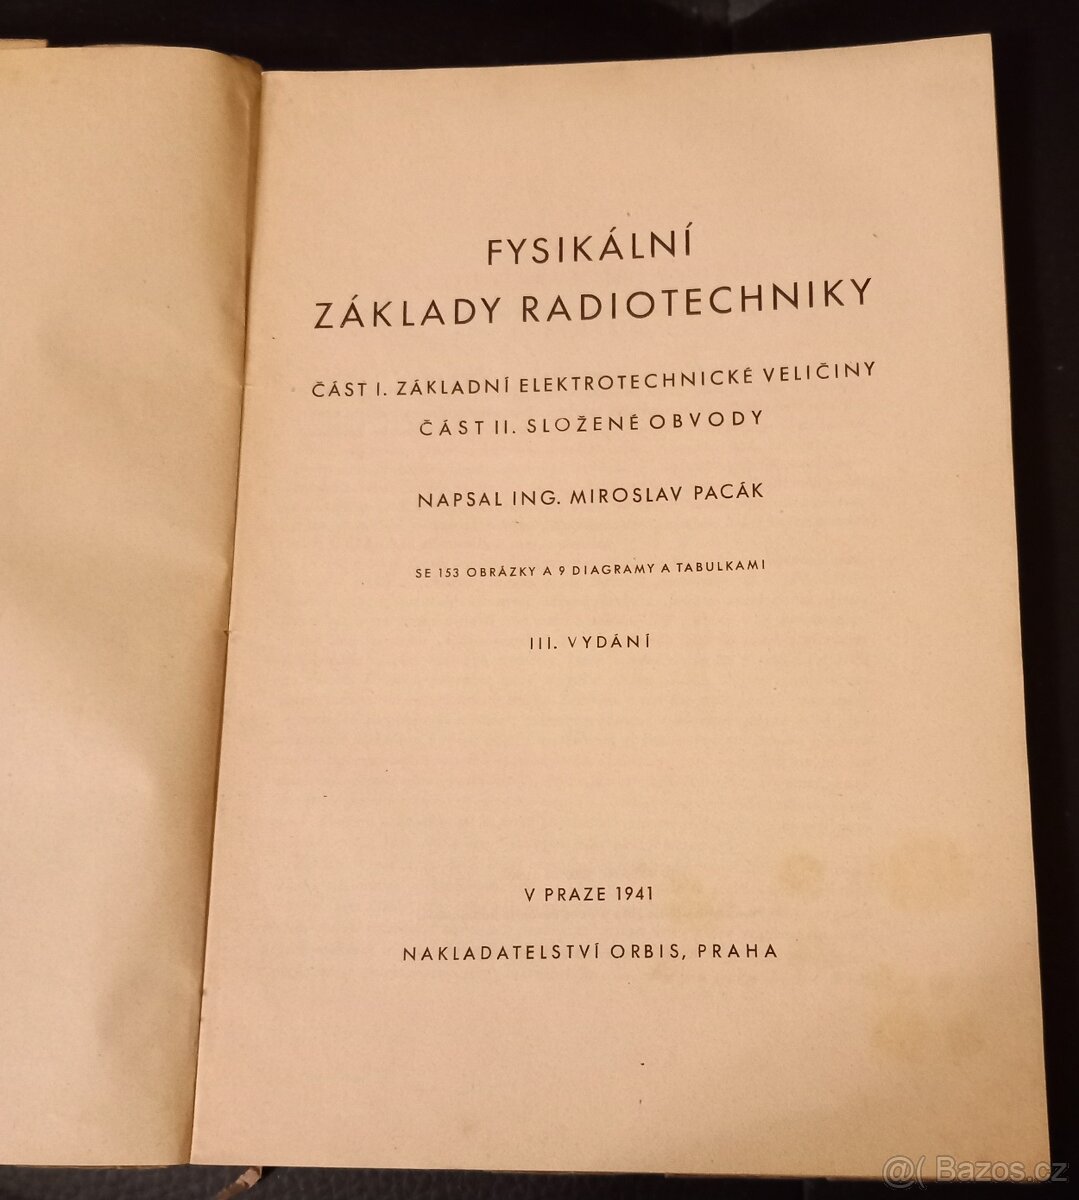 FYSIKÁLNÍ
ZÁKLADY RADIOTECHNIKY
ČÁST I. ZÁKLADNÍ ELEKTROTECHNICKÉ VELIČINY
ČÁST II. SLOŽENÉ OBVODY
NAPSAL ING. MIROSLAV PACÁK
SE 153 OBRÁZKY A 9 DIAGRAMY A TABULKAMI
III. VYDÁNÍ
V PRAZE 1941
NAKLADATELSTVÍ ORBIS, PRAHA
@( Bazos.cz